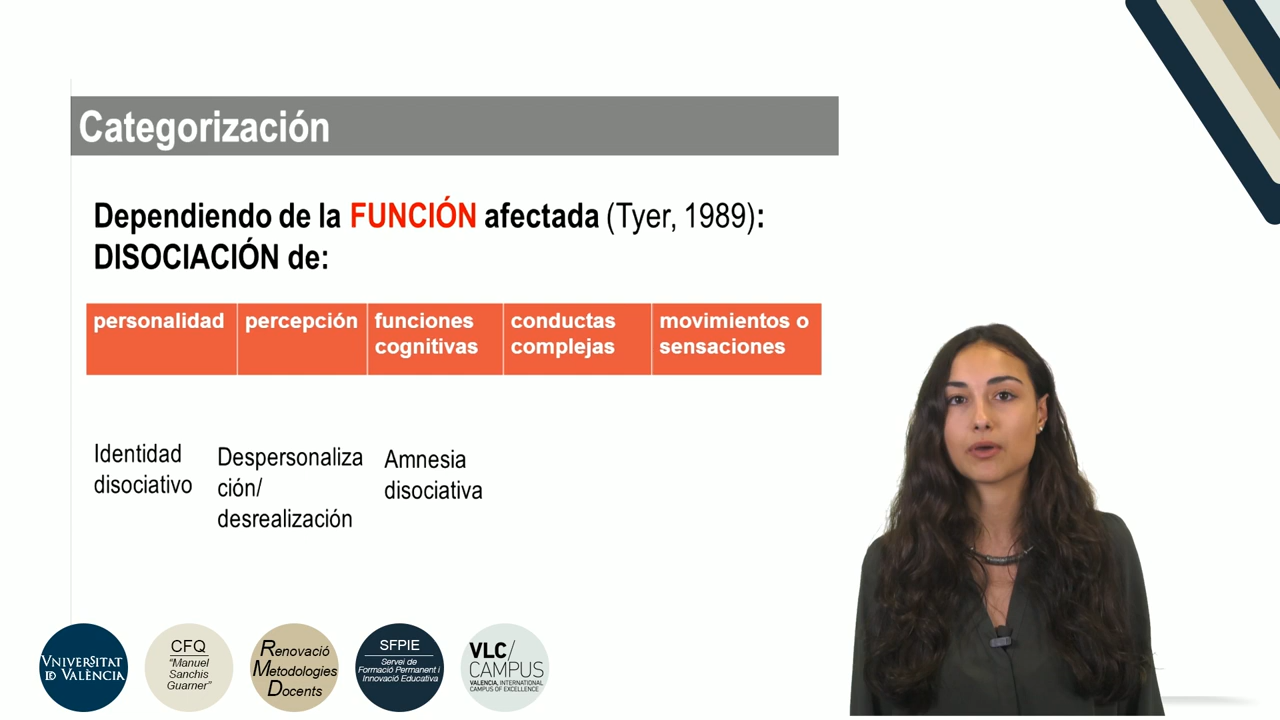 Categorización
Dependiendo de la FUNCIÓN afectada (Tyer, 1989):
DISOCIACIÓN de:
personalidad
percepción
funciones
cognitivas
conductas
complejas
movimientos o
sensaciones
Identidad
disociativo
Despersonaliza
ción/
desrealización
Amnesia
disociativa
VNIVERSITAT
ID VALÈNCIA
CFQ
"Manuel
Sanchis
Guarner"
Renovació
Metodologies
Docents
SFPIE
Servei de
Formació Permanent i
Innovació Educativa
VLC/
CAMPUS
VALENCIA, INTERNATIONAL
CAMPUS OF EXCELLENCE